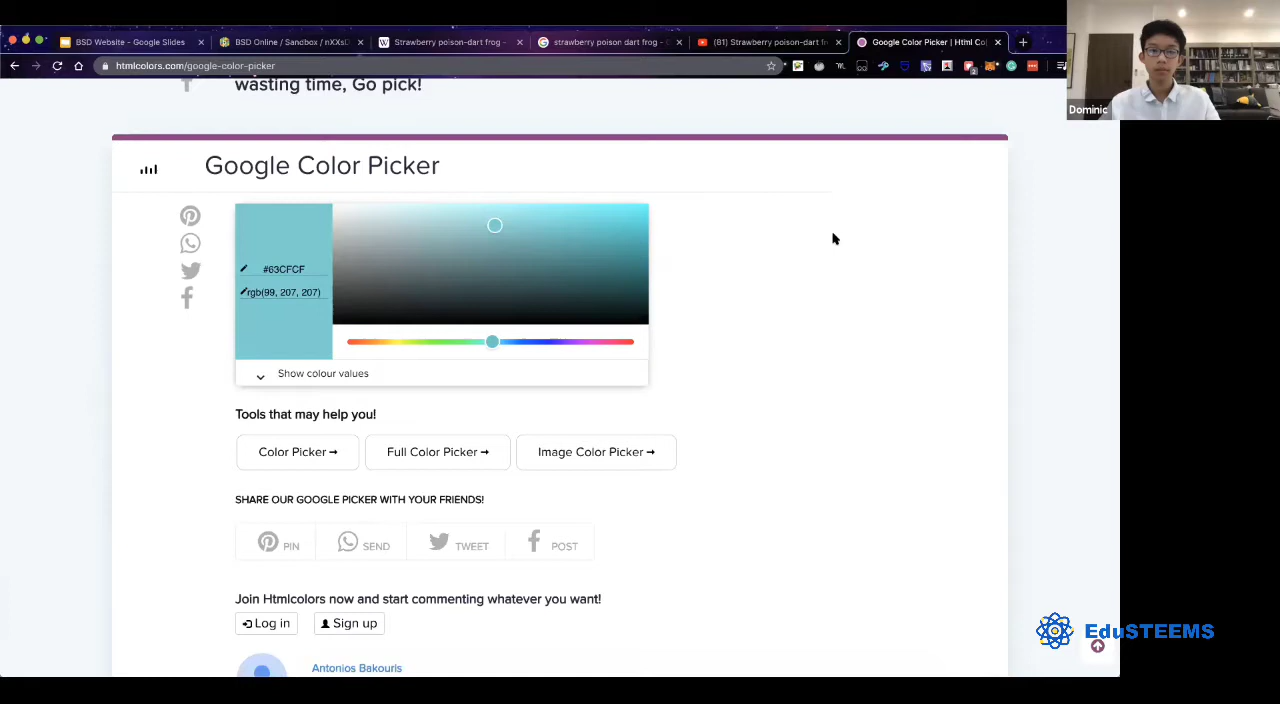 BSD Website - Google Slides
BSD Online / Sandbox / nXXsD
Strawberry poison-dart frog -
strawberry poison dart frog -
(81) Strawberry poison-dart
Google Color Picker | Html Co
htmlcolors.com/google-color-picker
Dominic
wasting time, Go pick!
Google Color Picker
#63CFCF
rgb(99, 207, 207)
Show colour values
Tools that may help you!
Color Picker ➞
Full Color Picker ➞
Image Color Picker ➞
SHARE OUR GOOGLE PICKER WITH YOUR FRIENDS!
PIN
SEND
TWEET
POST
Join Htmlcolors now and start commenting whatever you want!
Log in
Sign up
EduSTEEMS
Antonios Bakouris